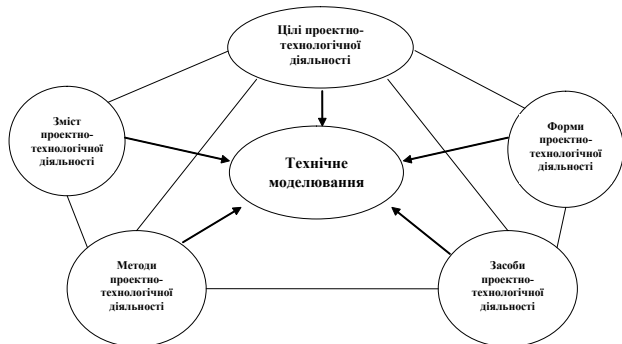 Цілі проектно-
технологічної
діяльності
Зміст
проектно-
технологічної
діяльності
Форми
проектно-
технологічної
діяльності
Технічне
моделювання
Методи
проектно-
технологічної
діяльності
Засоби
проектно-
технологічної
діяльності